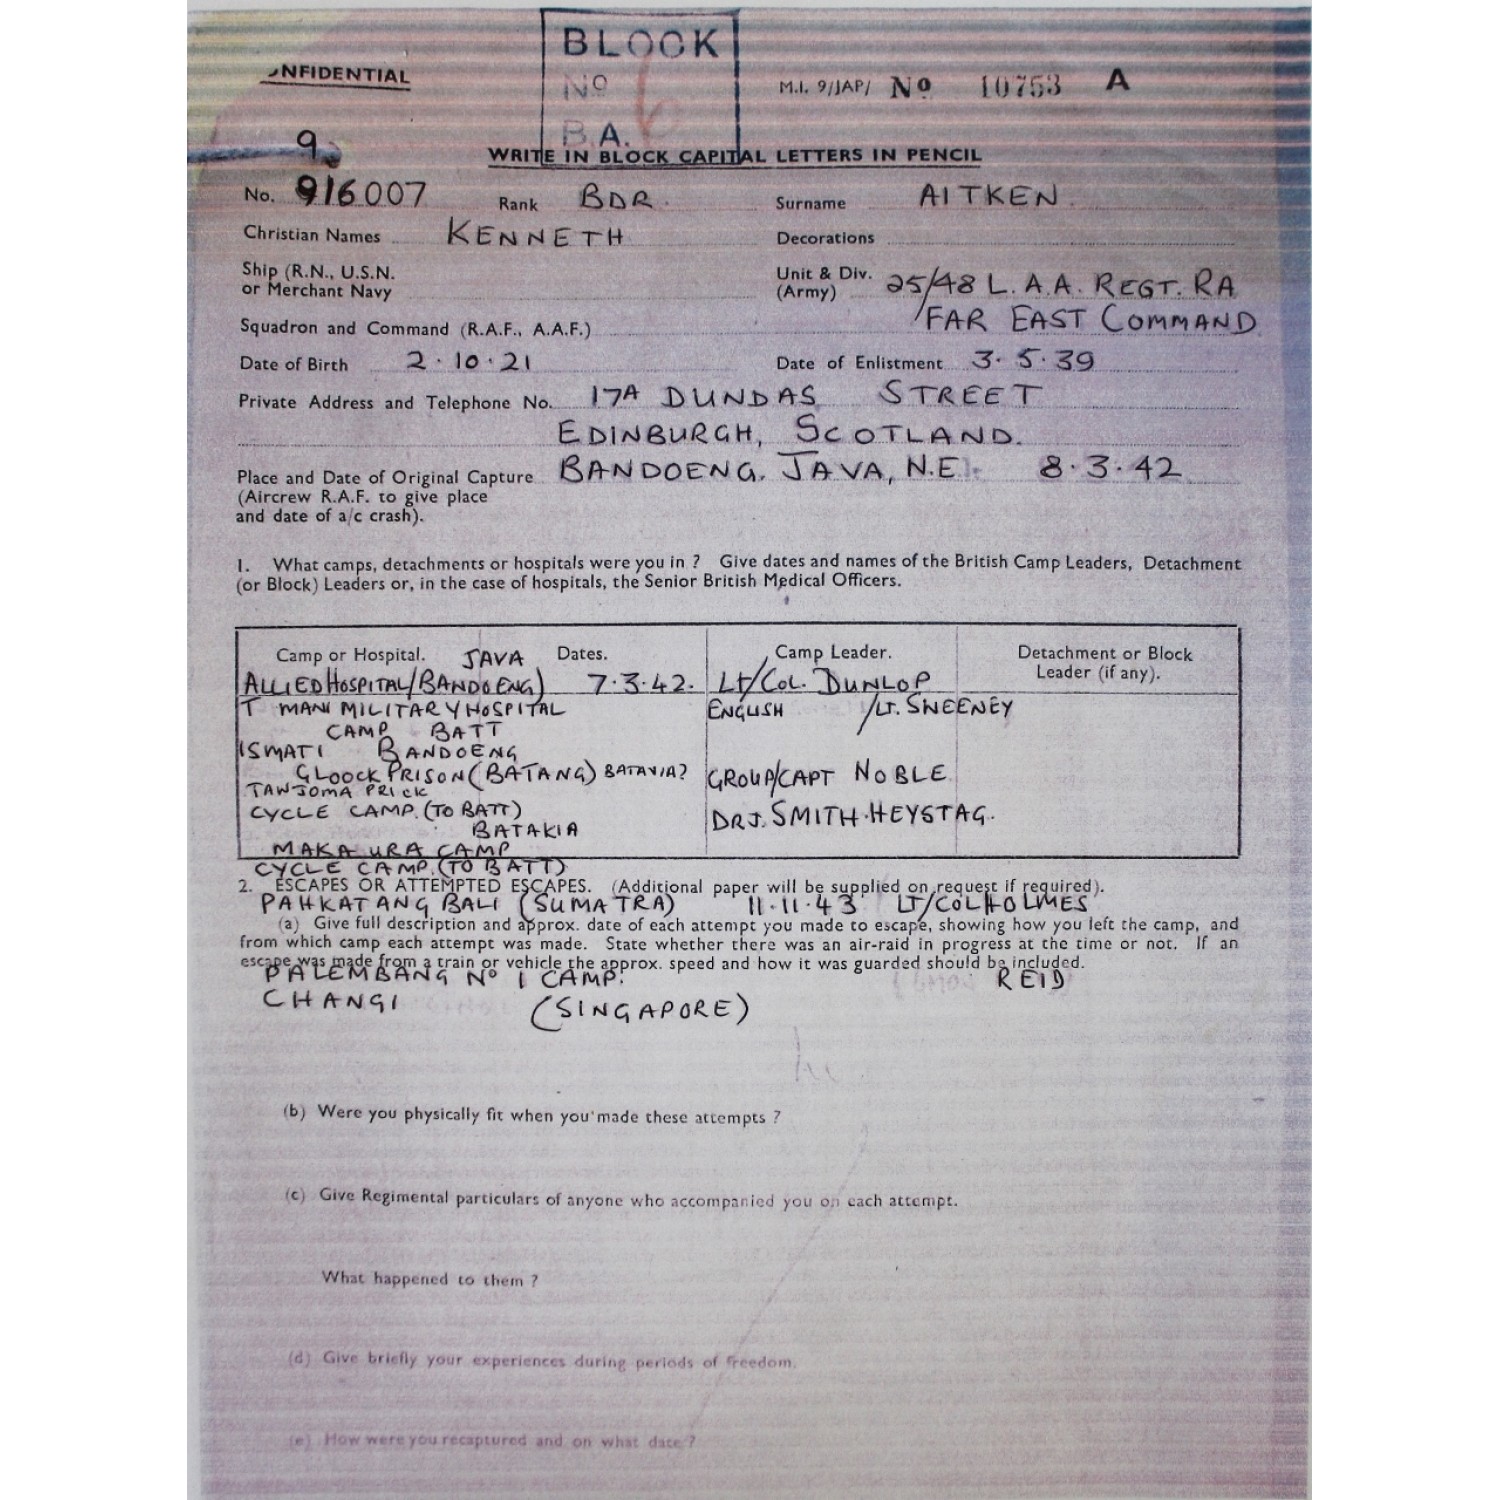 BLOCK
No
B.A.
NFIDENTIAL
M.I. 9/JAP/ No 10753 A
9
WRITE IN BLOCK CAPITAL LETTERS IN PENCIL
No. 916007 Rank BDR. Surname AITKEN
Christian Names KENNETH Decorations
Ship (R.N., U.S.N. or Merchant Navy
Unit & Div. (Army) 25/48 L.A.A. REGT. RA
FAR EAST COMMAND
Squadron and Command (R.A.F., A.A.F.)
Date of Birth 2.10.21 Date of Enlistment 3.5.39
Private Address and Telephone No. 17A DUNDAS STREET
EDINBURGH, SCOTLAND.
Place and Date of Original Capture BANDOENG. JAVA, N.E.I. 8.3.42
(Aircrew R.A.F. to give place
and date of a/c crash).
1. What camps, detachments or hospitals were you in ? Give dates and names of the British Camp Leaders, Detachment
(or Block) Leaders or, in the case of hospitals, the Senior British Medical Officers.
Camp or Hospital. JAVA Dates. Camp Leader. Detachment or Block Leader (if any).
ALLIED HOSPITAL/BANDOENG) 7.3.42. LT/COL. DUNLOP
T MANI MILITARY HOSPITAL ENGLISH /LT. SWEENEY
CAMP BATT
ISMATI BANDOENG
GLOOCK PRISON (BATANG) BATAVIA? GROUP/CAPT NOBLE
TAWJOMA PRICK
CYCLE CAMP. (TO BATT) DR J. SMITH. HEYSTAG.
BATAKIA
MAKA URA CAMP
CYCLE CAMP. (TO BATT)
2. ESCAPES OR ATTEMPTED ESCAPES. (Additional paper will be supplied on request if required).
PAHKATANG BALI (SUMATRA) 11.11.43 LT/COL HOLMES
(a) Give full description and approx. date of each attempt you made to escape, showing how you left the camp, and
from which camp each attempt was made. State whether there was an air-raid in progress at the time or not. If an
escape was made from a train or vehicle the approx. speed and how it was guarded should be included.
PALEMBANG No 1 CAMP. REID
CHANGI (SINGAPORE)
(b) Were you physically fit when you made these attempts ?
(c) Give Regimental particulars of anyone who accompanied you on each attempt.
What happened to them ?
(d) Give briefly your experiences during periods of freedom.
(e) How were you recaptured and on what date ?